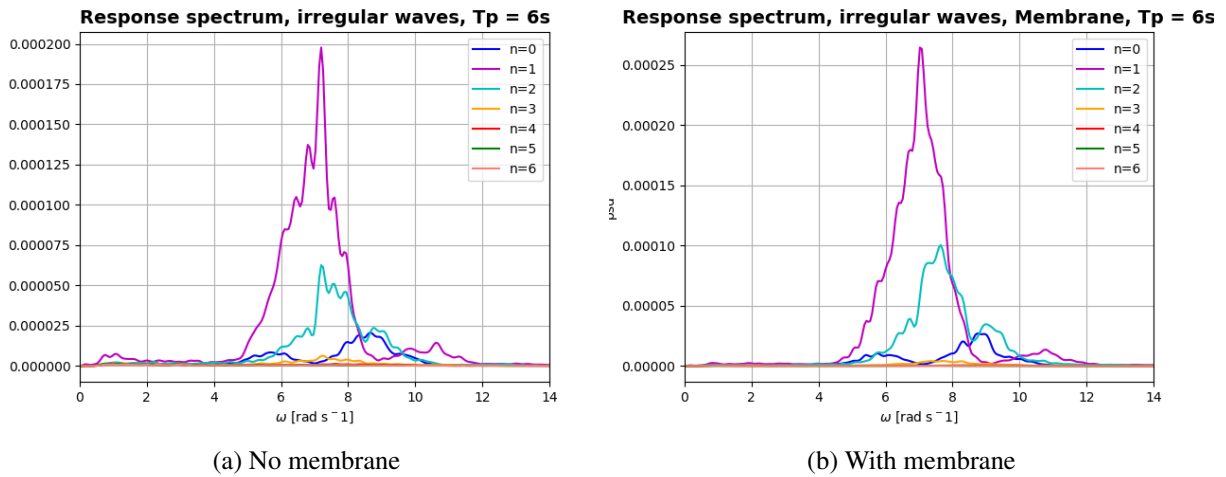 Response spectrum, irregular waves, Tp = 6s
0.000200
0.000175
0.000150
0.000125
0.000100
0.000075
0.000050
0.000025
0.000000
n=0
n=1
n=2
n=3
n=4
n=5
n=6
0 2 4 6 8 10 12 14
ω [rad s⁻1]
(a) No membrane
Response spectrum, irregular waves, Membrane, Tp = 6s
psd
0.00025
0.00020
0.00015
0.00010
0.00005
0.00000
n=0
n=1
n=2
n=3
n=4
n=5
n=6
0 2 4 6 8 10 12 14
ω [rad s⁻1]
(b) With membrane